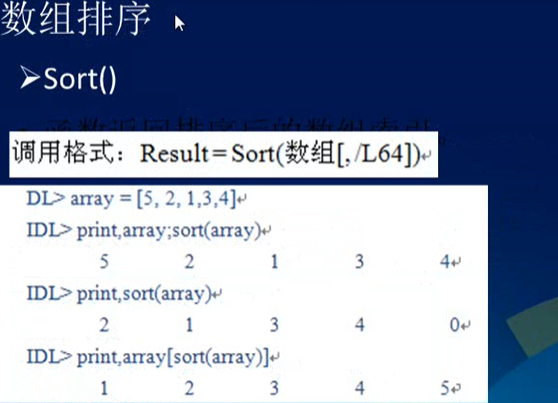 数组排序
➢Sort()
调用格式：Result=Sort(数组[,/L64])↵
DL> array = [5, 2, 1,3,4]↵
IDL> print,array;sort(array)↵
5 2 1 3 4↵
IDL> print,sort(array)↵
2 1 3 4 0↵
IDL> print,array[sort(array)]↵
1 2 3 4 5↵